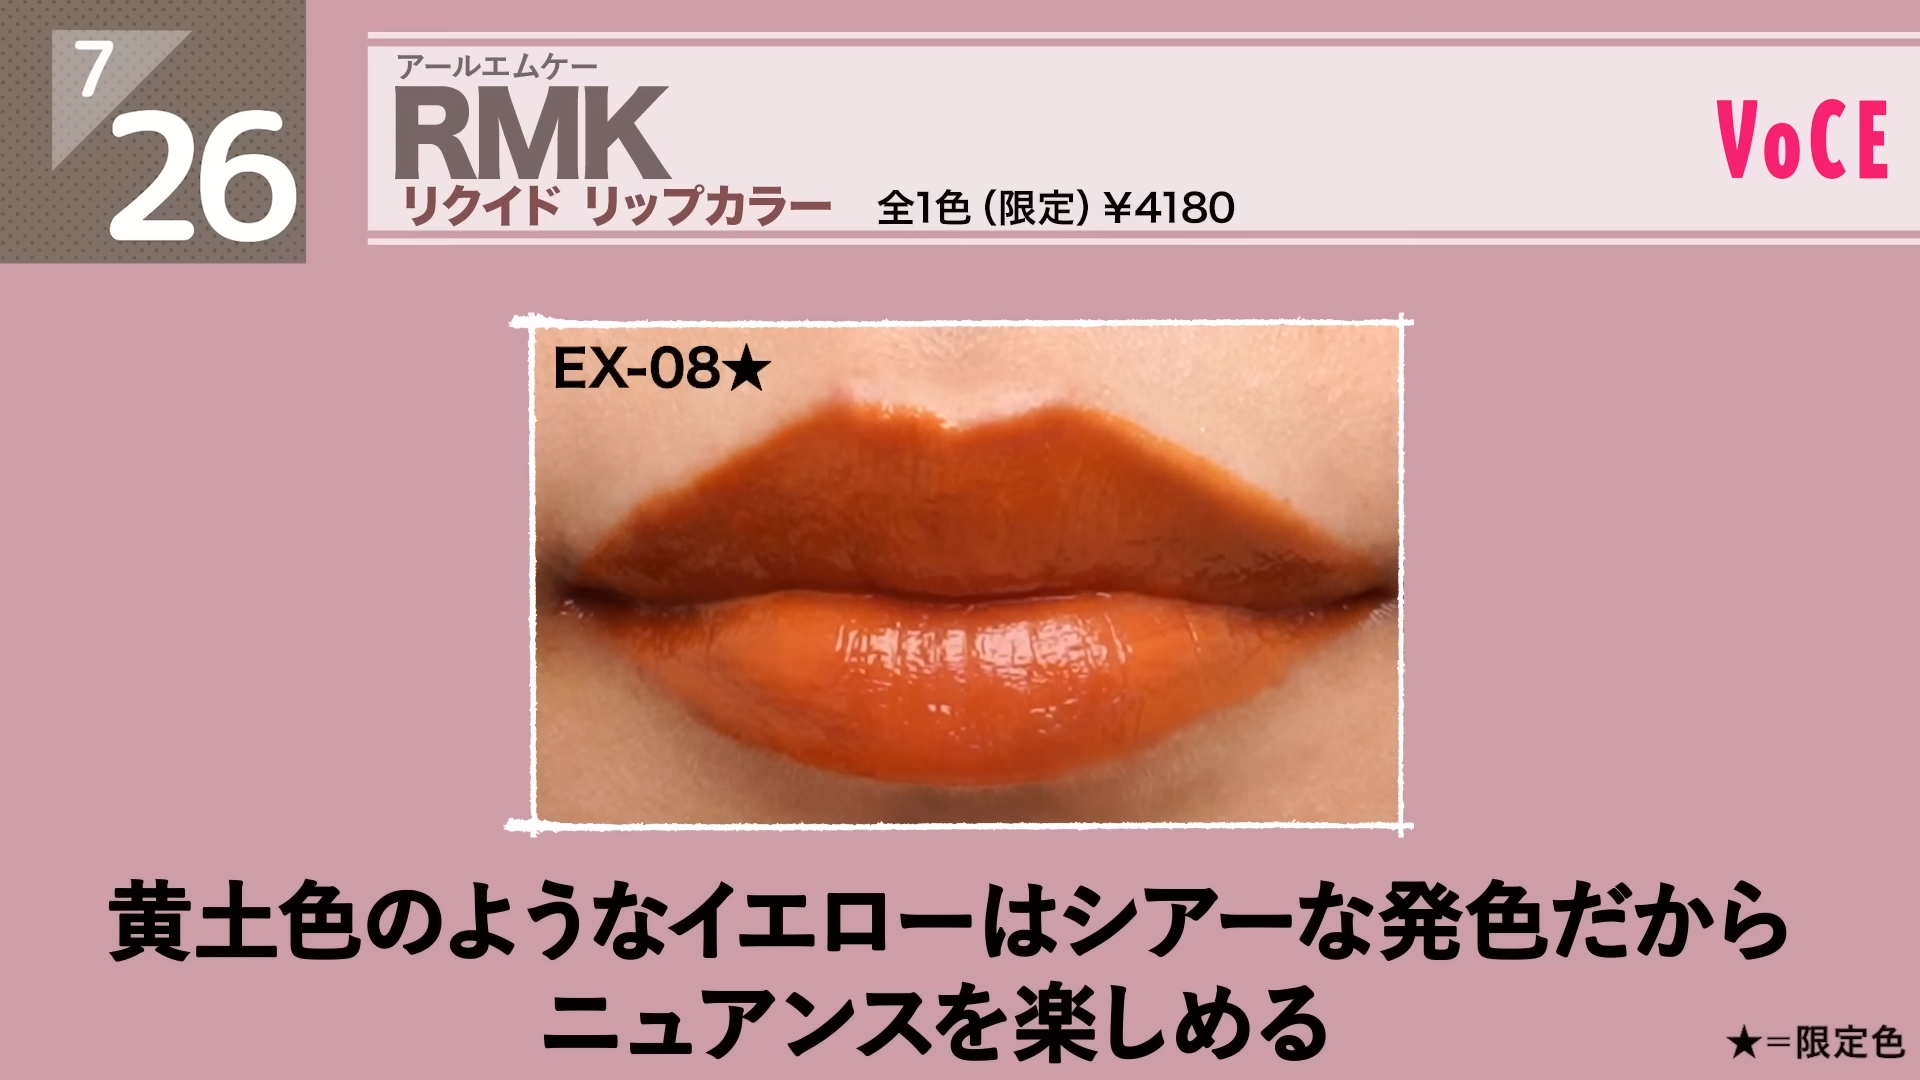 7
26
アールエムケー
RMK
リクイド リップカラー 全1色（限定）¥4180
VoCE
EX-08★
黄土色のようなイエローはシアーな発色だから
ニュアンスを楽しめる
★=限定色